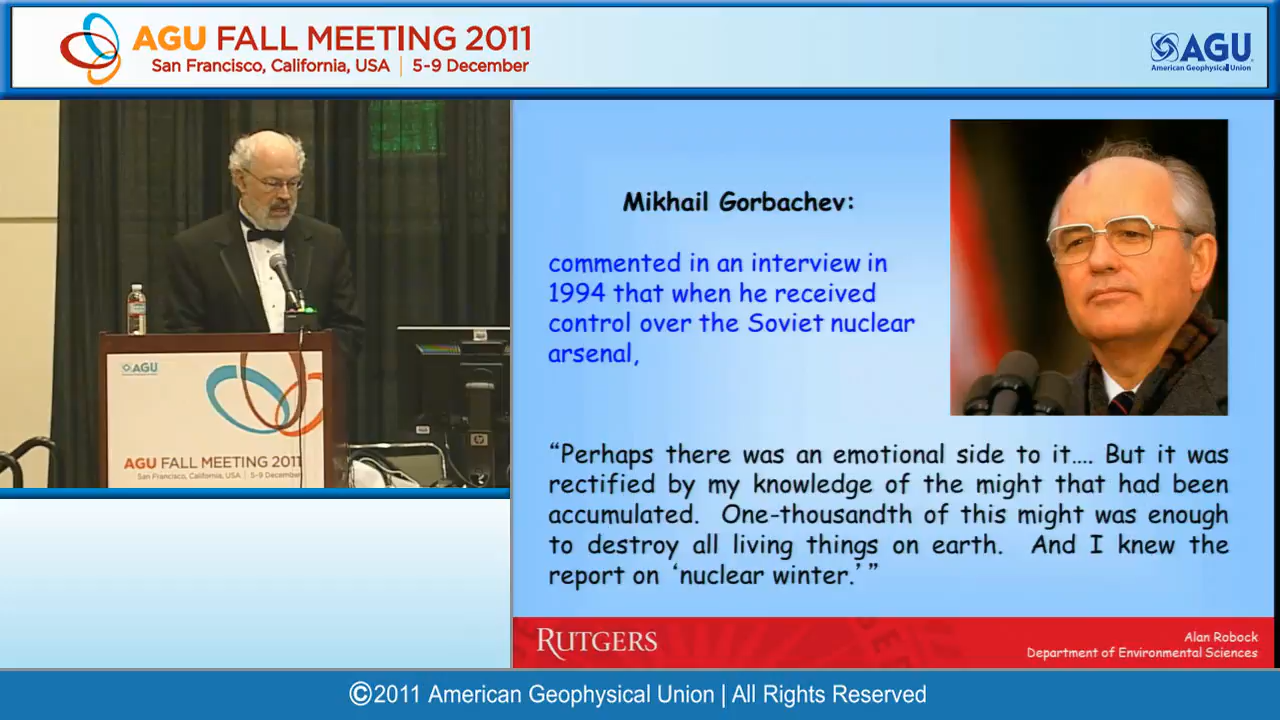 AGU FALL MEETING 2011
San Francisco, California, USA | 5-9 December
AGU
American Geophysical Union
AGU
AGU FALL MEETING 2011
San Francisco, California, USA | 5-9 December
Mikhail Gorbachev:
commented in an interview in
1994 that when he received
control over the Soviet nuclear
arsenal,
“Perhaps there was an emotional side to it…. But it was
rectified by my knowledge of the might that had been
accumulated. One-thousandth of this might was enough
to destroy all living things on earth. And I knew the
report on ‘nuclear winter.’”
RUTGERS
Alan Robock
Department of Environmental Sciences
©2011 American Geophysical Union | All Rights Reserved